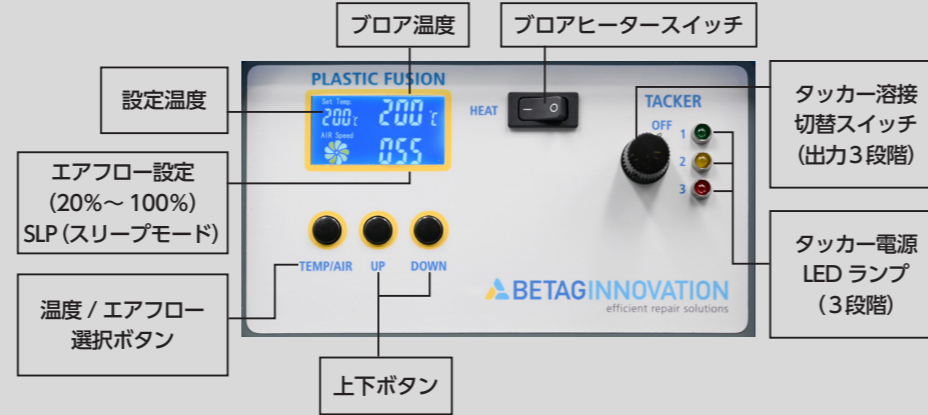 ブロア温度
ブロアヒータースイッチ
設定温度
エアフロー設定
(20%～100%)
SLP(スリープモード)
温度 / エアフロー
選択ボタン
上下ボタン
タッカー溶接
切替スイッチ
(出力3段階)
タッカー電源
LED ランプ
(3段階)
PLASTIC FUSION
Set Temp.
200℃ 200℃
AIR Speed
055
TEMP/AIR UP DOWN
HEAT
– O
TACKER
OFF
1
2
3
BETAGINNOVATION
efficient repair solutions